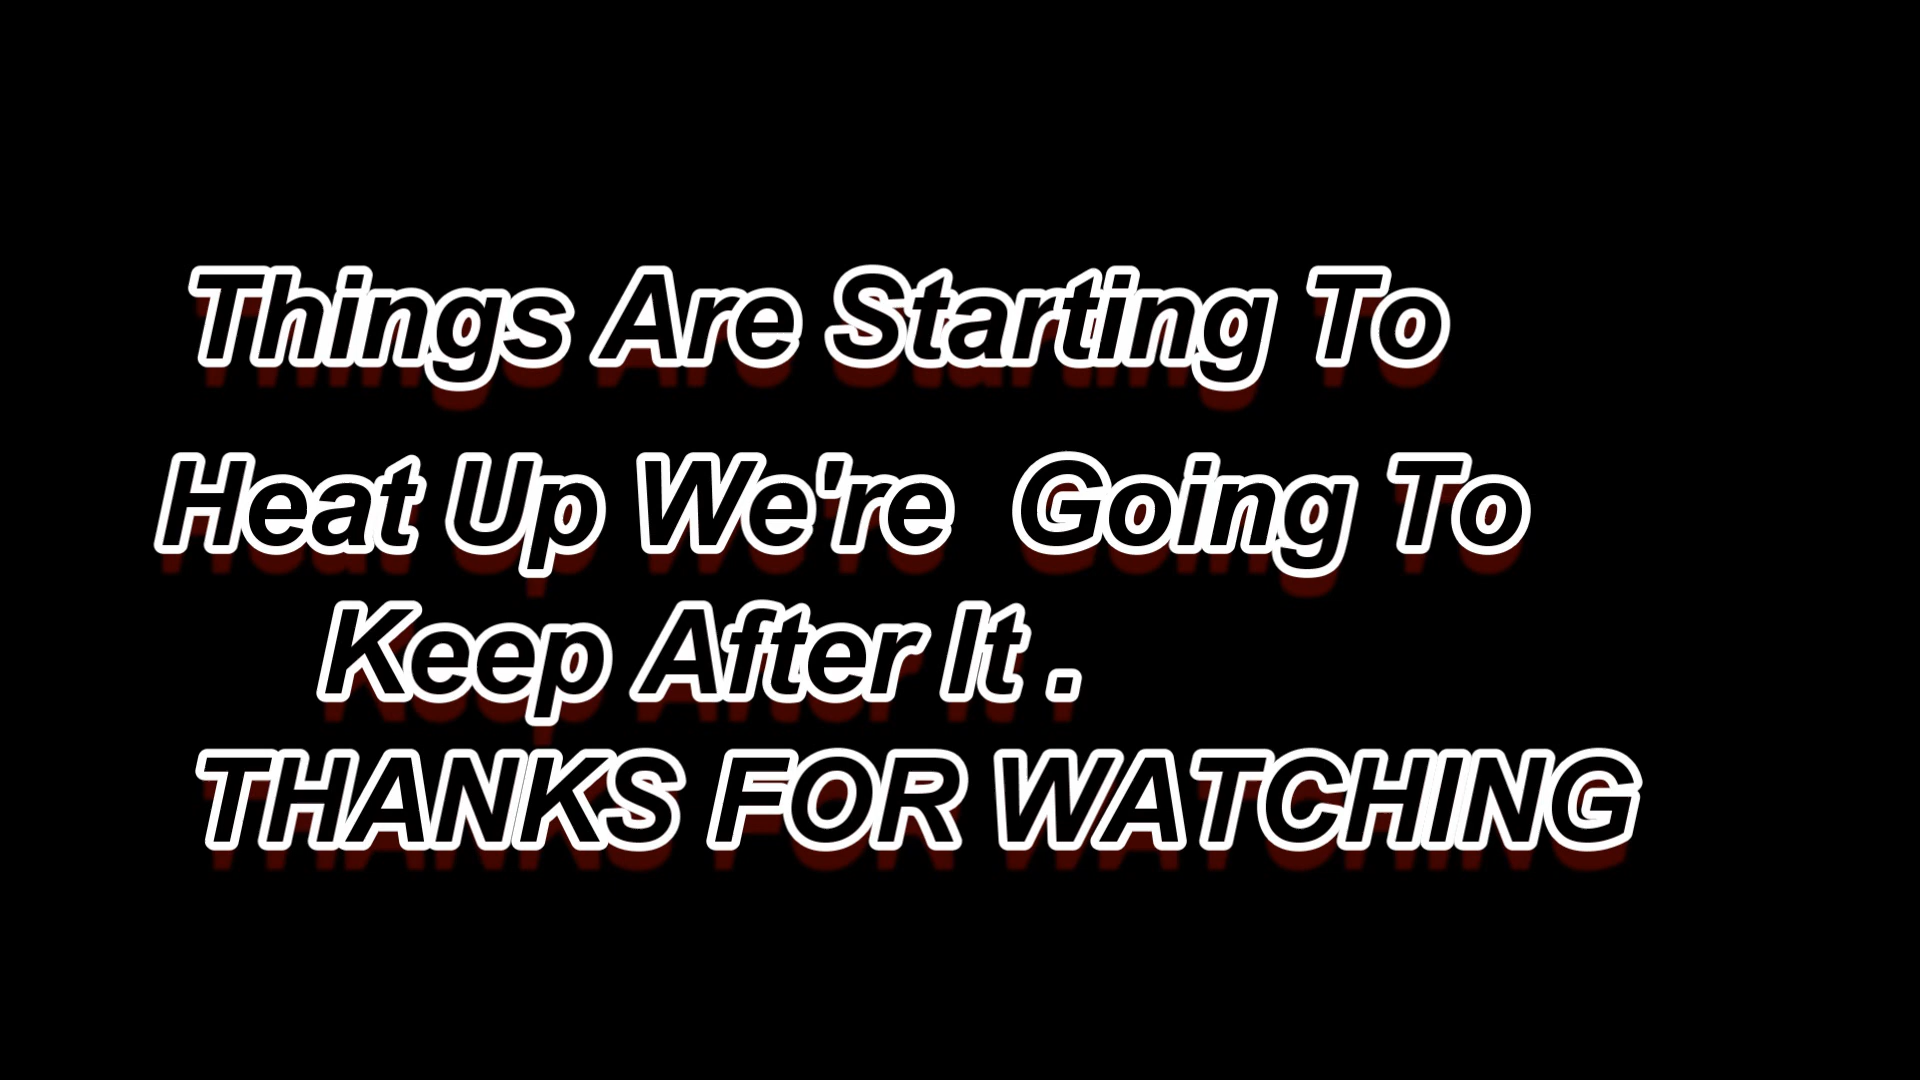 Things Are Starting To
Heat Up We're  Going To
Keep After It .
THANKS FOR WATCHING